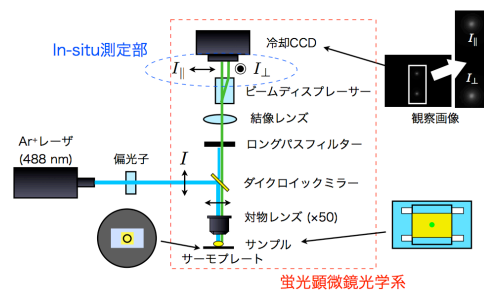 冷却CCD
In-situ測定部
I∥
I⊥
I∥
I⊥
ビームディスプレーサー
観察画像
結像レンズ
Ar+レーザ
(488 nm)
偏光子
I
ロングパスフィルター
ダイクロイックミラー
対物レンズ (×50)
サンプル
サーモプレート
蛍光顕微鏡光学系